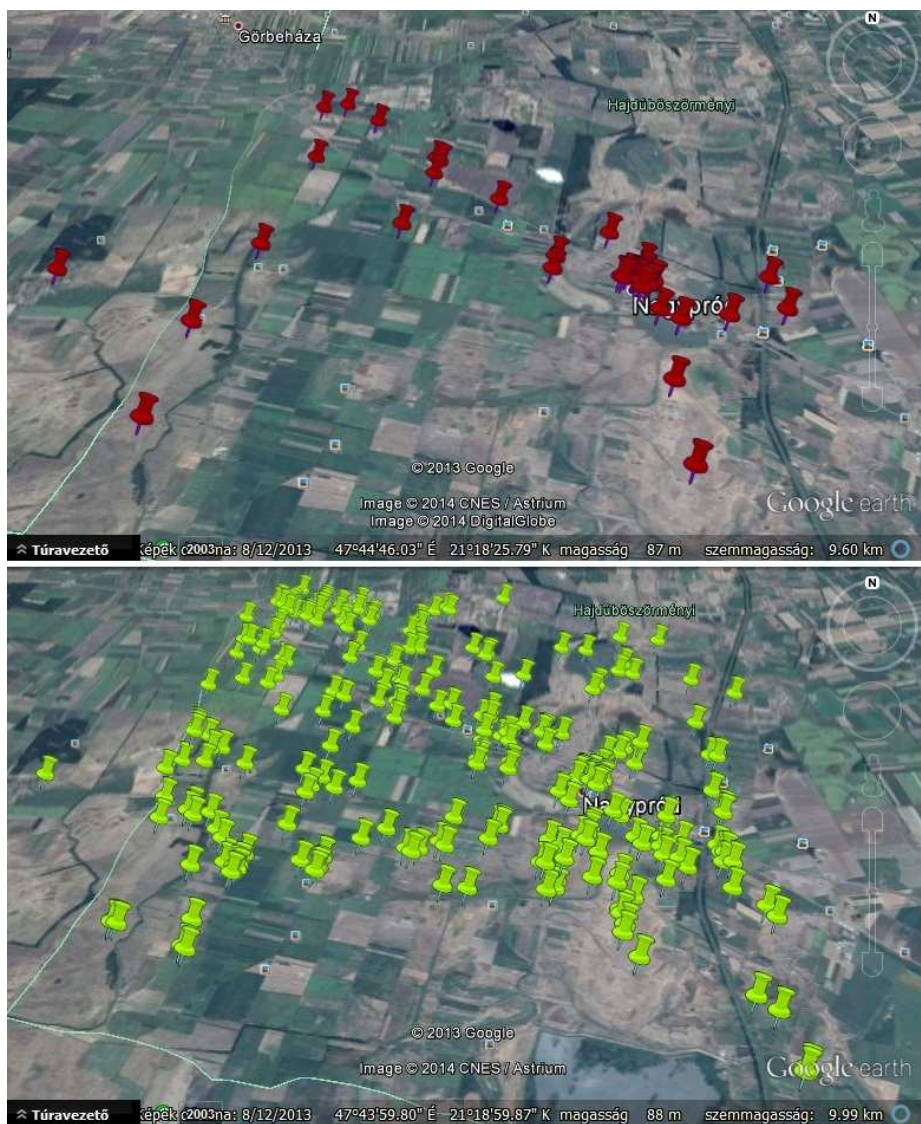 Görbeháza
N
Hajdúböszörményi
© 2013 Google
Image © 2014 CNES / Astrium
Image © 2014 DigitalGlobe
Google earth
Túravezető 2003 na: 8/12/2013 47°44'46.03" É 21°18'25.79" K magasság 87 m szemmagasság: 9.60 km
N
Hajdúböszörményi
© 2013 Google
Image © 2014 CNES / Astrium
Google earth
Túravezető 2003 na: 8/12/2013 47°43'59.80" É 21°18'59.87" K magasság 88 m szemmagasság: 9.99 km